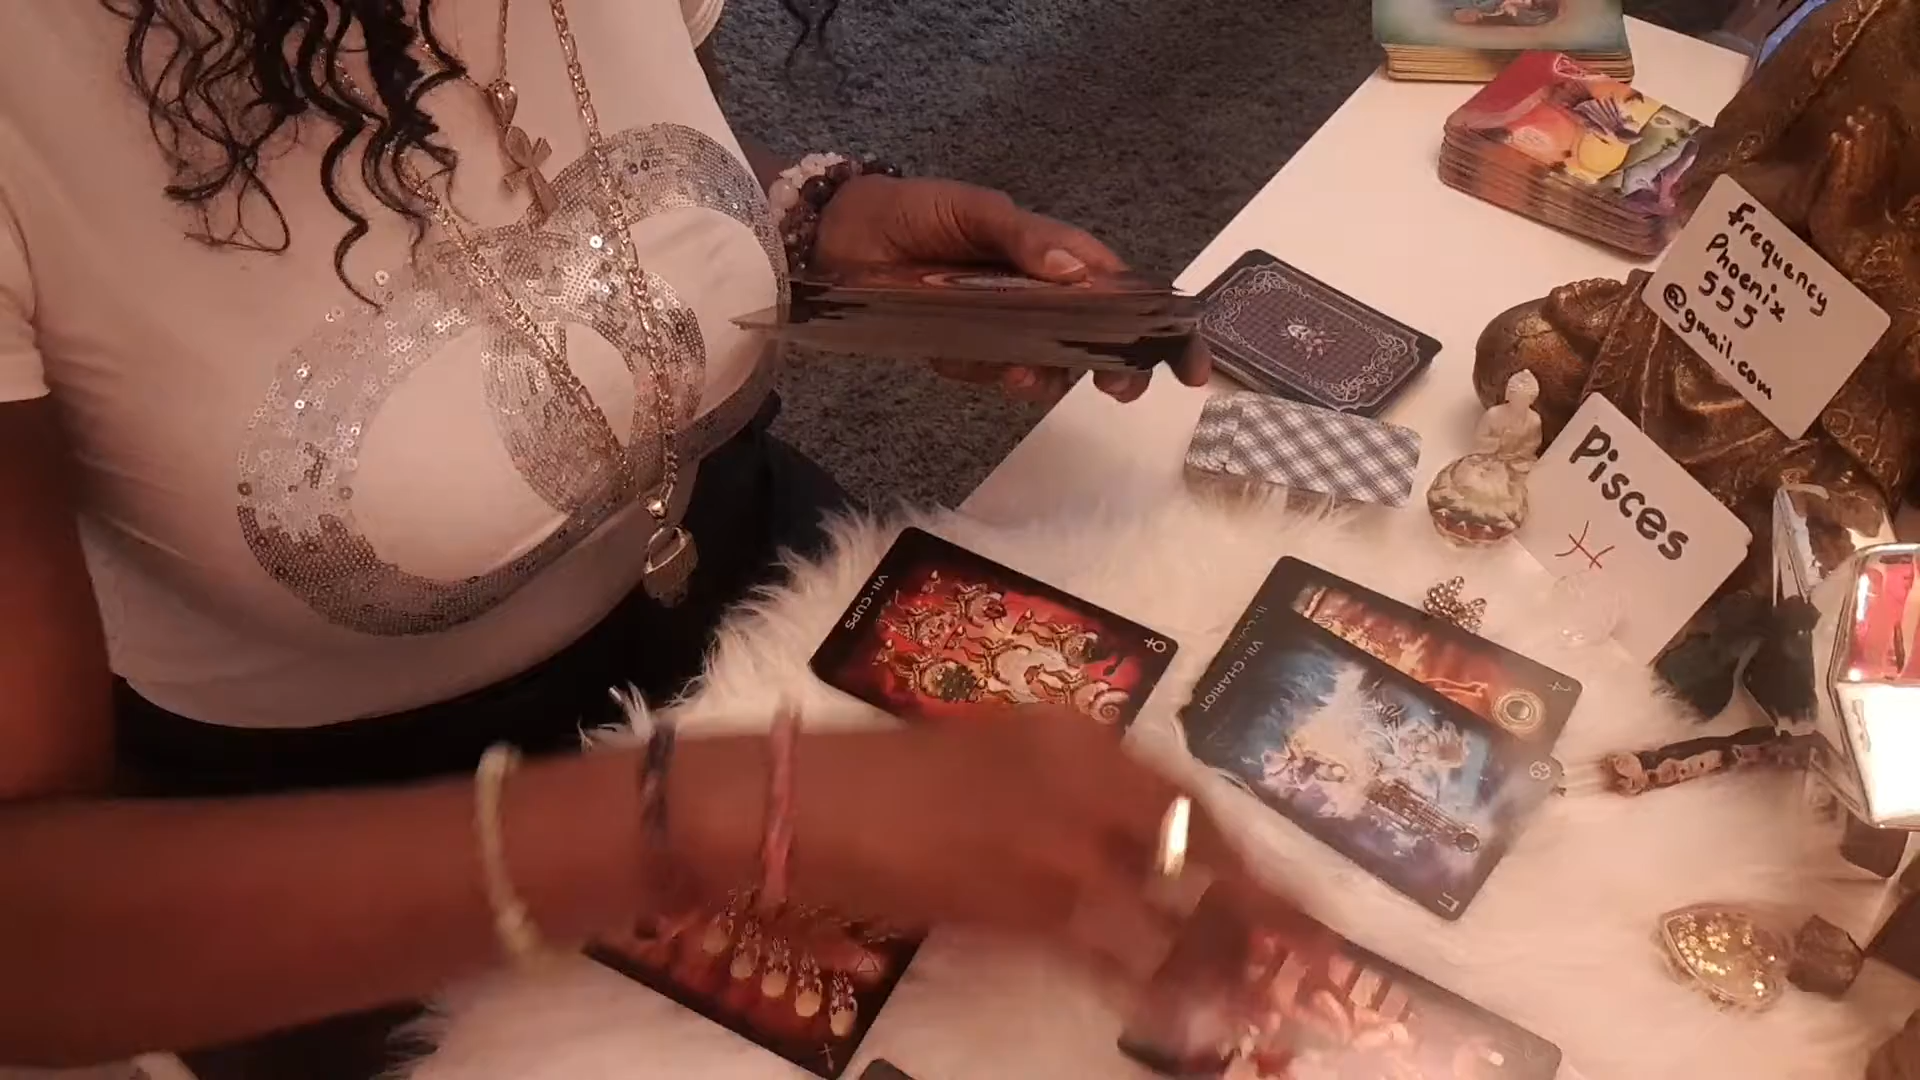 Frequency
Phoenix
555
@gmail.com
Pisces
VII · CUPS
VII · CHARIOT